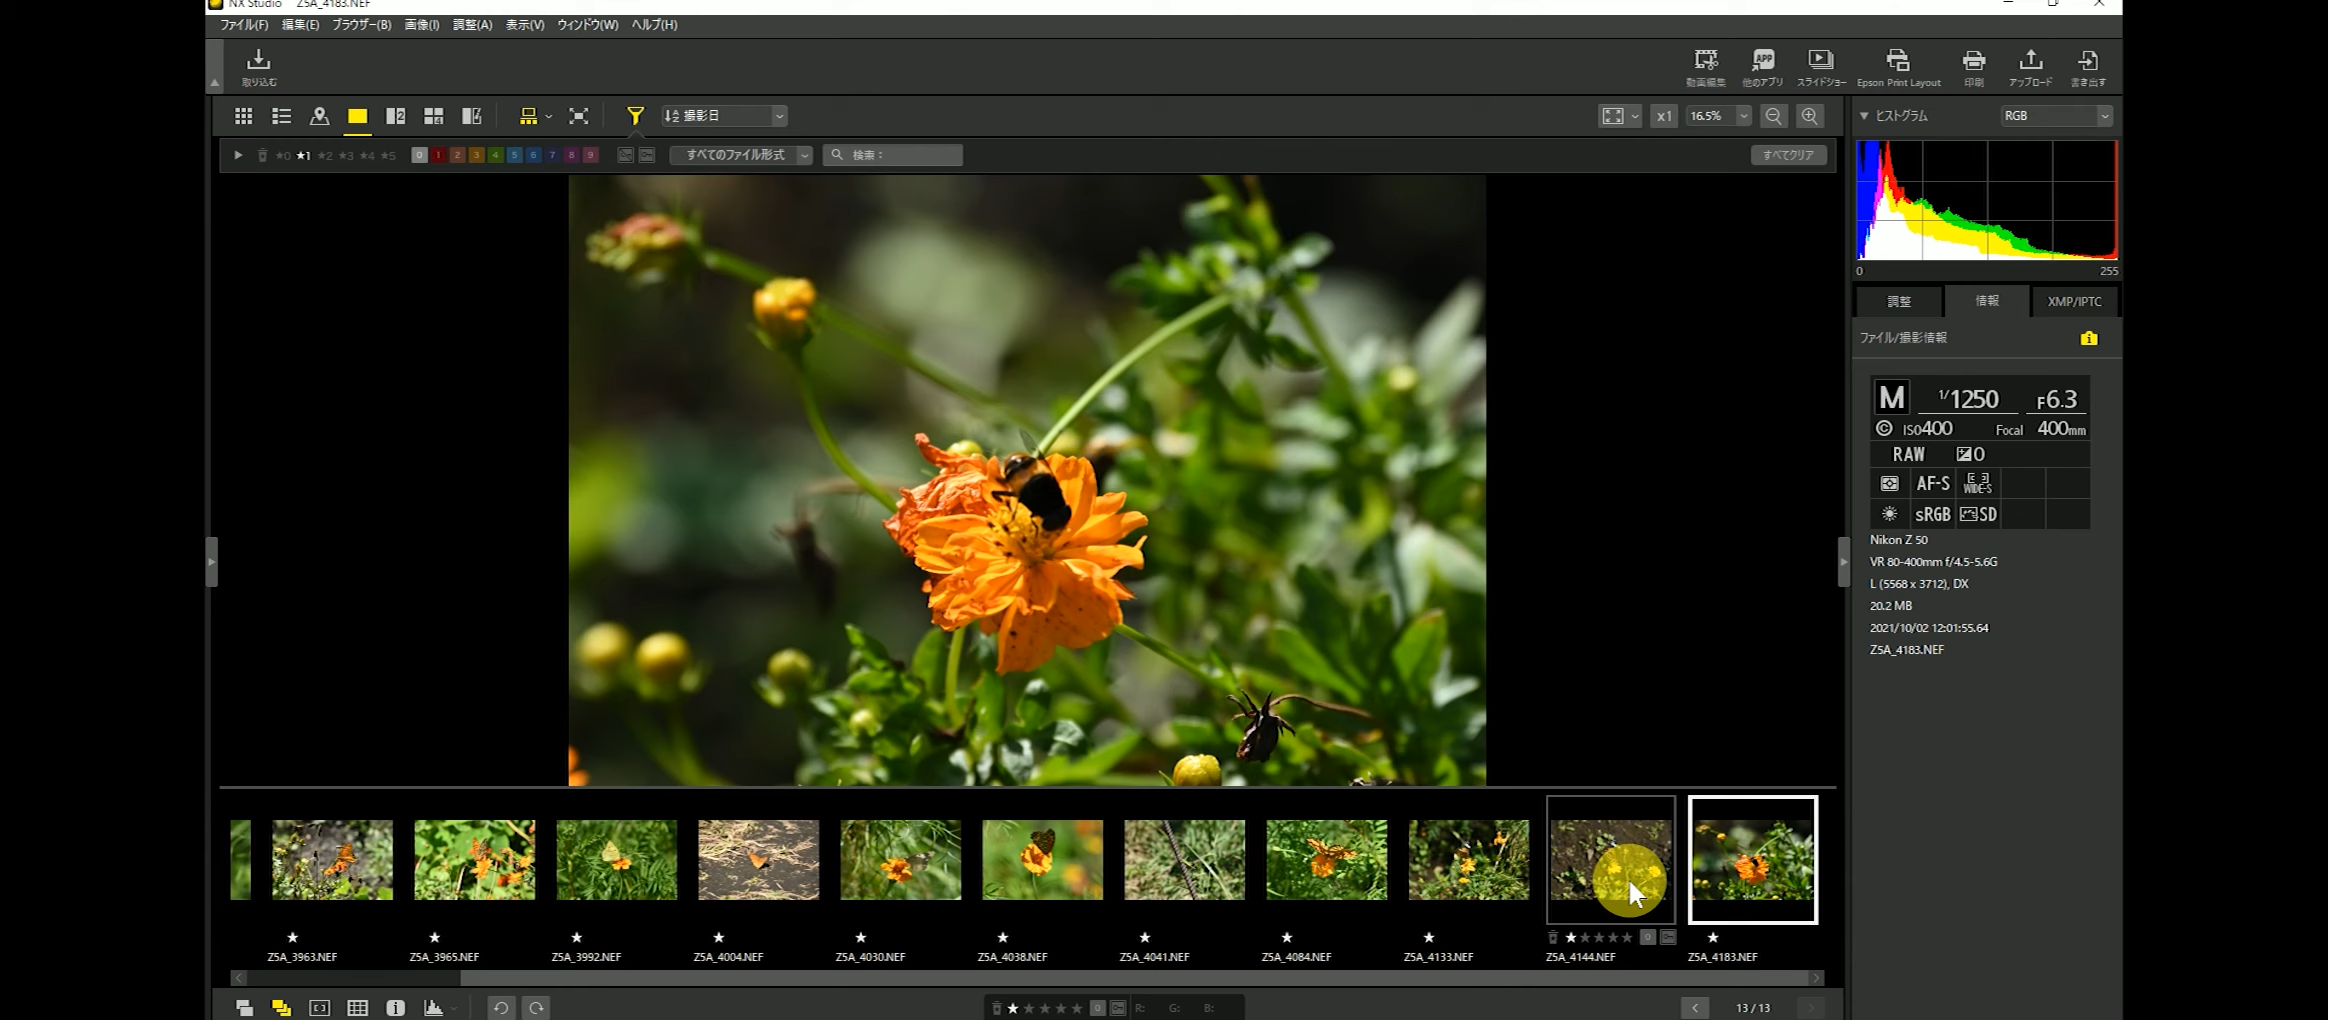 NX Studio Z5A_4183.NEF
ファイル(F) 編集(E) ブラウザー(B) 画像(I) 調整(A) 表示(V) ウィンドウ(W) ヘルプ(H)
取り込む
動画編集 他のアプリ スライドショー Epson Print Layout 印刷 アップロード 書き出す
撮影日
x1 16.5%
ヒストグラム RGB
★0 ★1 ★2 ★3 ★4 ★5 0 1 2 3 4 5 6 7 8 9 すべてのファイル形式 検索: すべてクリア
0 255
調整 情報 XMP/IPTC
ファイル/撮影情報
M 1/1250 F6.3
ISO400 Focal 400mm
RAW 0
AF-S WIDE-S
sRGB SD
Nikon Z 50
VR 80-400mm f/4.5-5.6G
L (5568 x 3712), DX
20.2 MB
2021/10/02 12:01:55.64
Z5A_4183.NEF
Z5A_3963.NEF Z5A_3965.NEF Z5A_3992.NEF Z5A_4004.NEF Z5A_4030.NEF Z5A_4038.NEF Z5A_4041.NEF Z5A_4084.NEF Z5A_4133.NEF Z5A_4144.NEF Z5A_4183.NEF
R: G: B:
13 / 13